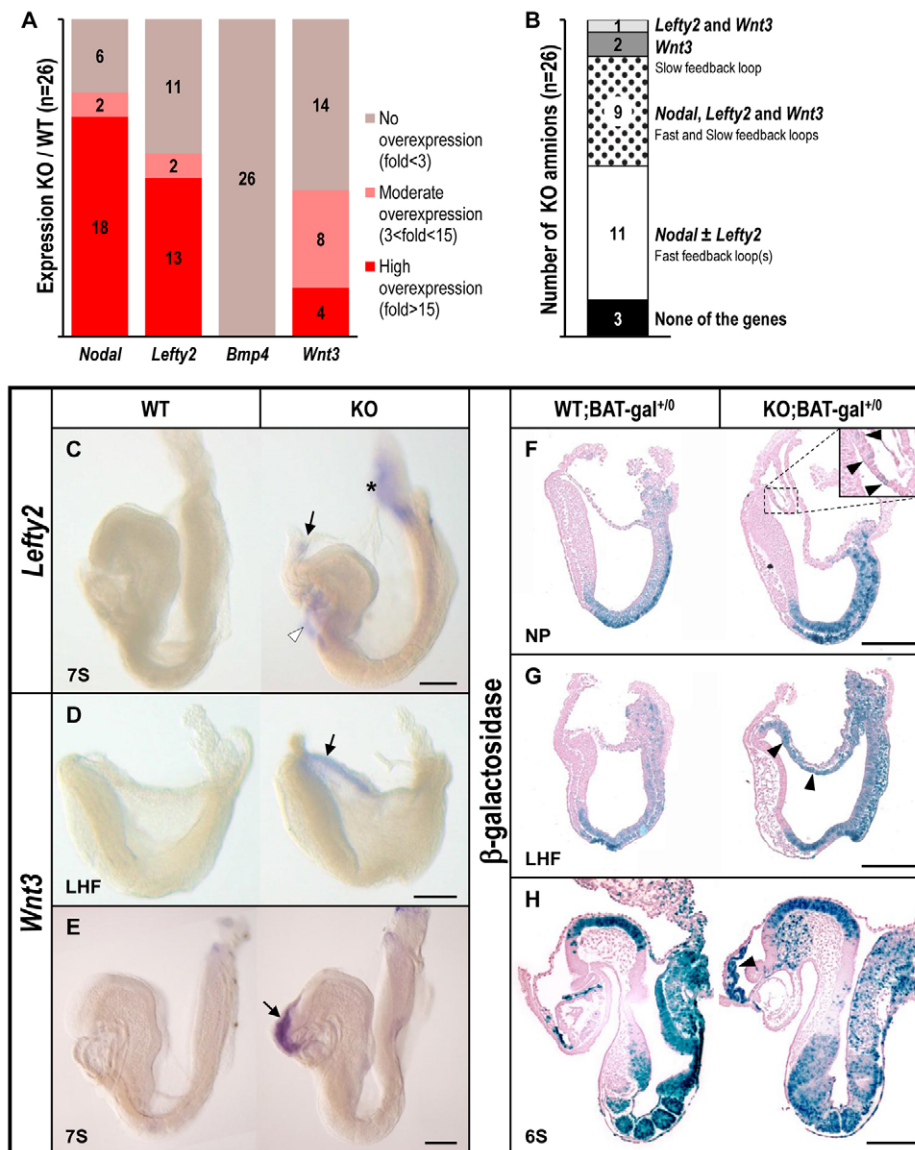 A
Expression KO / WT (n=26)
6
2
18
11
2
13
26
14
8
4
Nodal
Lefty2
Bmp4
Wnt3
No
overexpression
(fold<3)
Moderate
overexpression
(3<fold<15)
High
overexpression
(fold>15)
B
Number of KO amnions (n=26)
1
2
9
11
3
Lefty2 and Wnt3
Wnt3
Slow feedback loop
Nodal, Lefty2 and Wnt3
Fast and Slow feedback loops
Nodal ± Lefty2
Fast feedback loop(s)
None of the genes
WT
KO
Lefty2
C
*
7S
Wnt3
D
LHF
E
7S
β-galactosidase
WT;BAT-gal+/0
KO;BAT-gal+/0
F
NP
G
LHF
H
6S